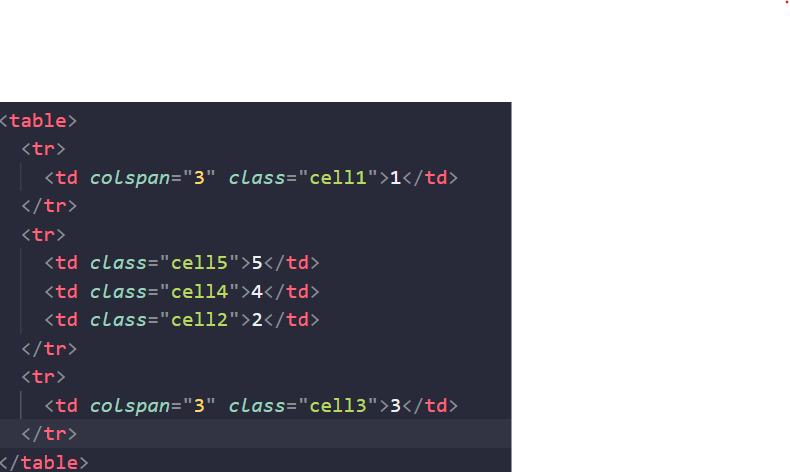 <table>
<tr>
<td colspan="3" class="cell1">1</td>
</tr>
<tr>
<td class="cell5">5</td>
<td class="cell4">4</td>
<td class="cell2">2</td>
</tr>
<tr>
<td colspan="3" class="cell3">3</td>
</tr>
</table>